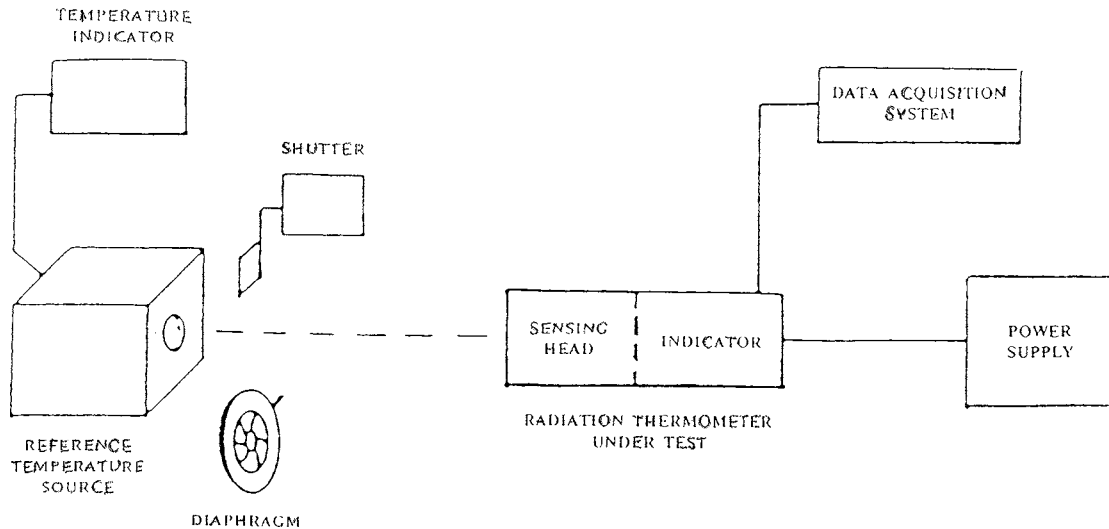 TEMPERATURE
INDICATOR
SHUTTER
DATA ACQUISITION
SYSTEM
SENSING
HEAD
INDICATOR
POWER
SUPPLY
RADIATION THERMOMETER
UNDER TEST
REFERENCE
TEMPERATURE
SOURCE
DIAPHRAGM